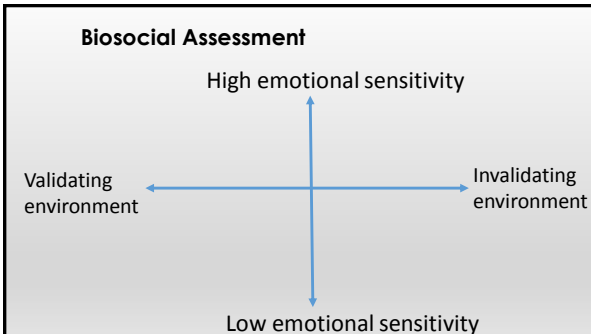 Biosocial Assessment
High emotional sensitivity
Validating
environment
Invalidating
environment
Low emotional sensitivity